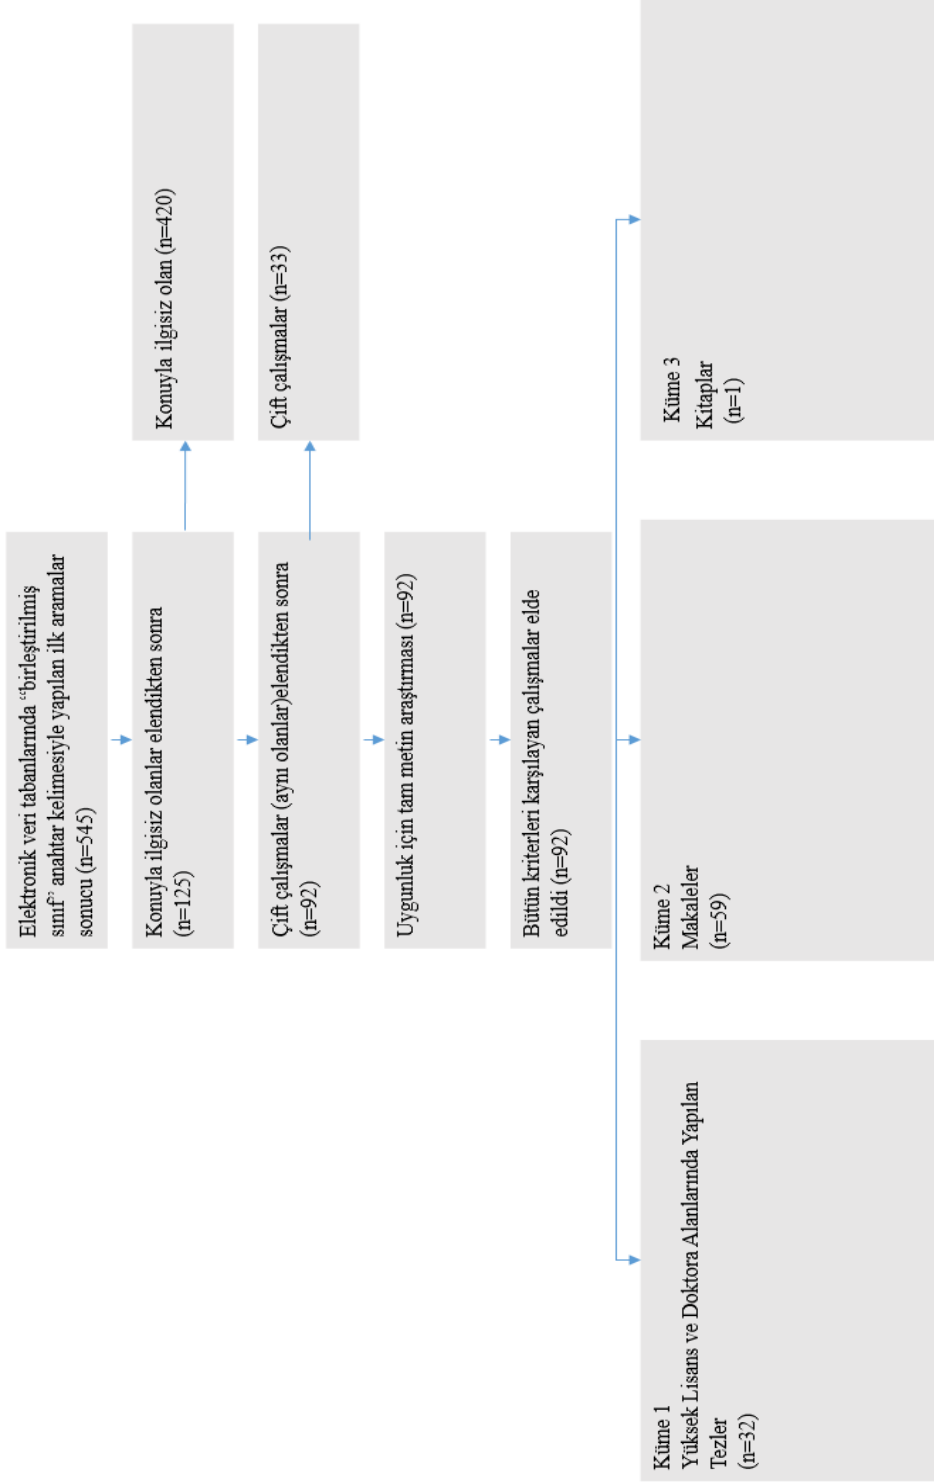 Elektronik veri tabanlarında “birleştirilmiş
sınıf” anahtar kelimesiyle yapılan ilk aramalar
sonucu (n=545)
Konuyla ilgisiz olanlar elendikten sonra
(n=125)
Konuyla ilgisiz olan (n=420)
Çift çalışmalar (aynı olanlar)elendikten sonra
(n=92)
Çift çalışmalar (n=33)
Uygunluk için tam metin araştırması (n=92)
Bütün kriterleri karşılayan çalışmalar elde
edildi (n=92)
Küme 1
Yüksek Lisans ve Doktora Alanlarında Yapılan
Tezler
(n=32)
Küme 2
Makaleler
(n=59)
Küme 3
Kitaplar
(n=1)